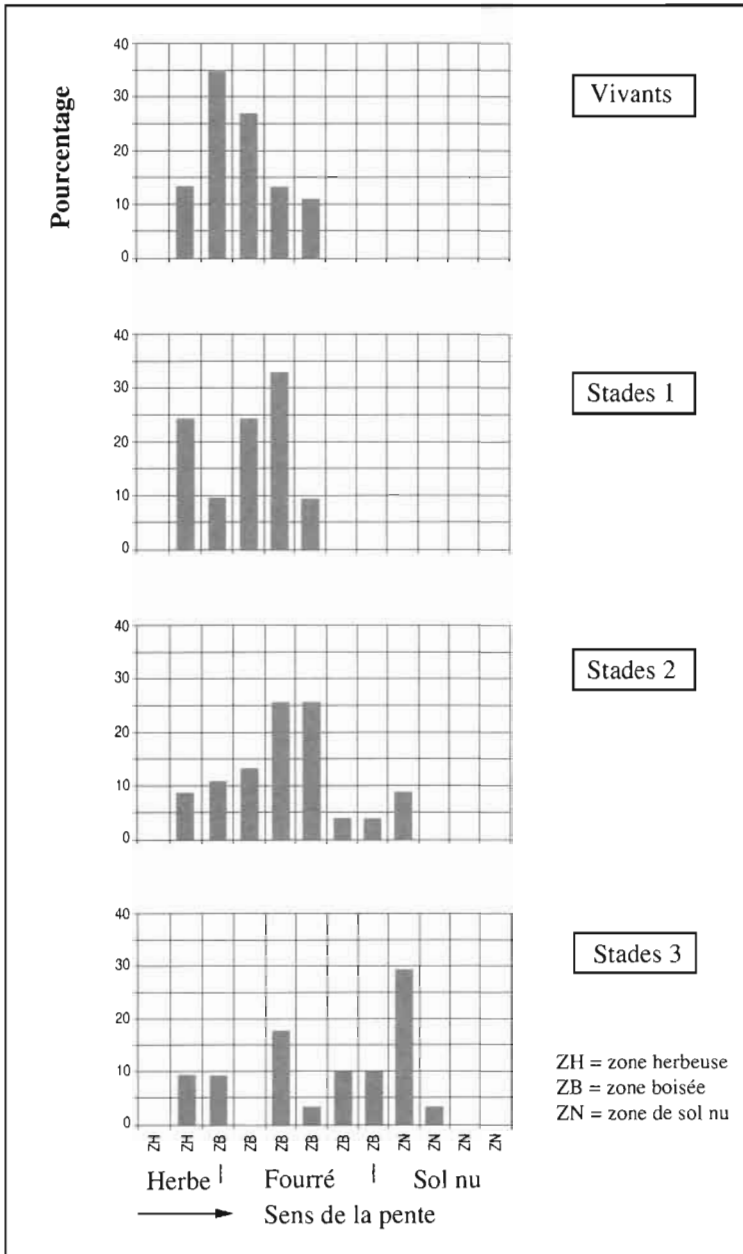 Pourcentage
40
30
20
10
0
Vivants
40
30
20
10
0
Stades 1
40
30
20
10
0
Stades 2
40
30
20
10
0
Stades 3
ZH ZH ZB ZB ZB ZB ZB ZB ZN ZN ZN ZN
Herbe Fourré Sol nu
Sens de la pente
ZH = zone herbeuse
ZB = zone boisée
ZN = zone de sol nu